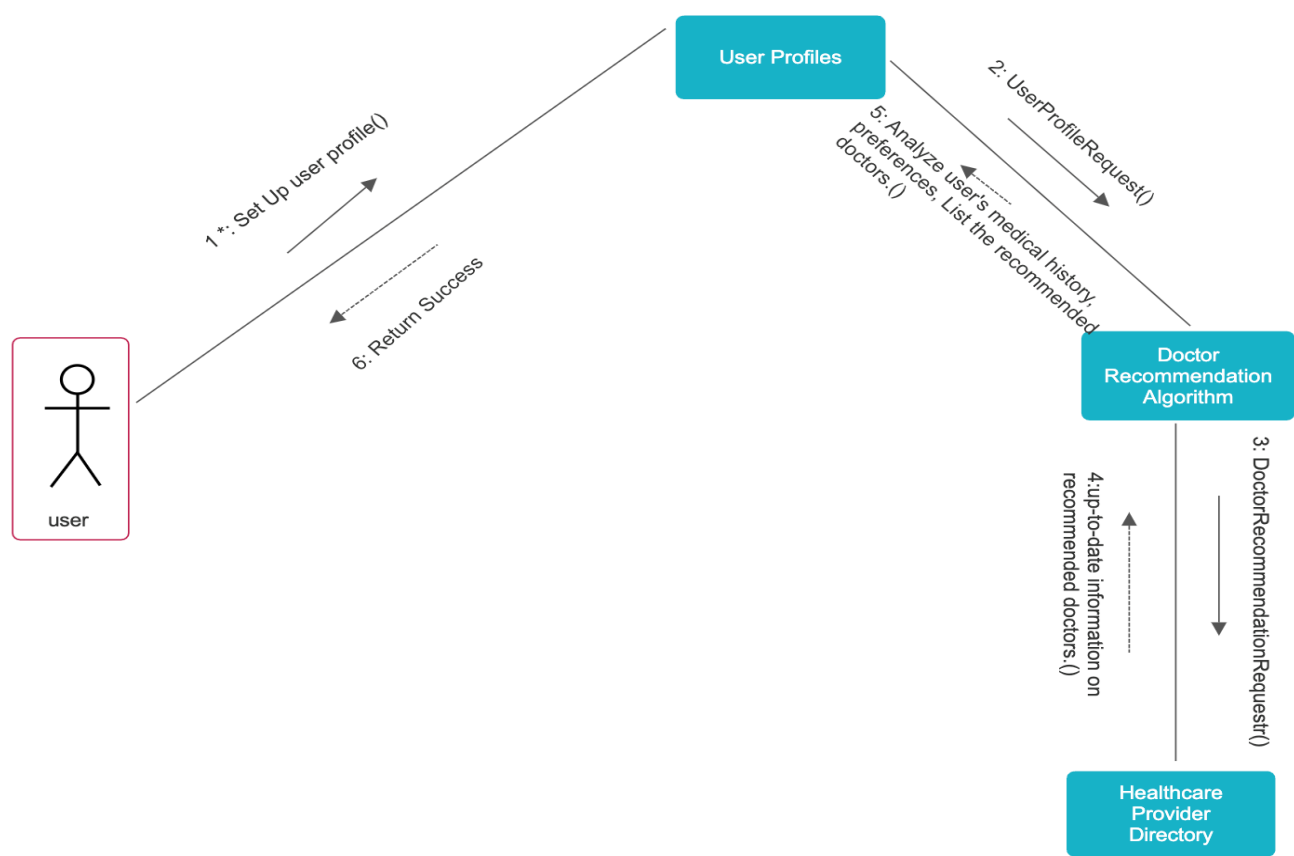 User Profiles
2: UserProfileRequest()
1 *: Set Up user profile()
5: Analyze user's medical history,
preferences, List the recommended
doctors.()
6: Return Success
user
Doctor
Recommendation
Algorithm
3: DoctorRecommendationRequestr()
4:up-to-date information on
recommended doctors.()
Healthcare
Provider
Directory